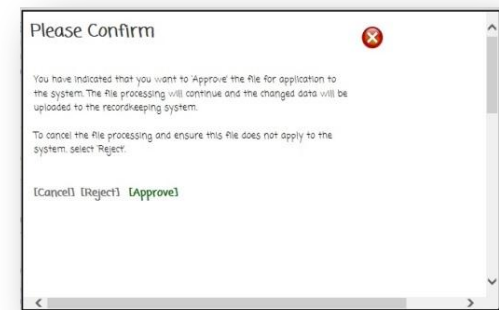 Please Confirm
You have indicated that you want to 'Approve' the file for application to
the system. The file processing will continue and the changed data will be
uploaded to the recordkeeping system.
To cancel the file processing and ensure this file does not apply to the
system, select 'Reject'.
[Cancel] [Reject] [Approve]